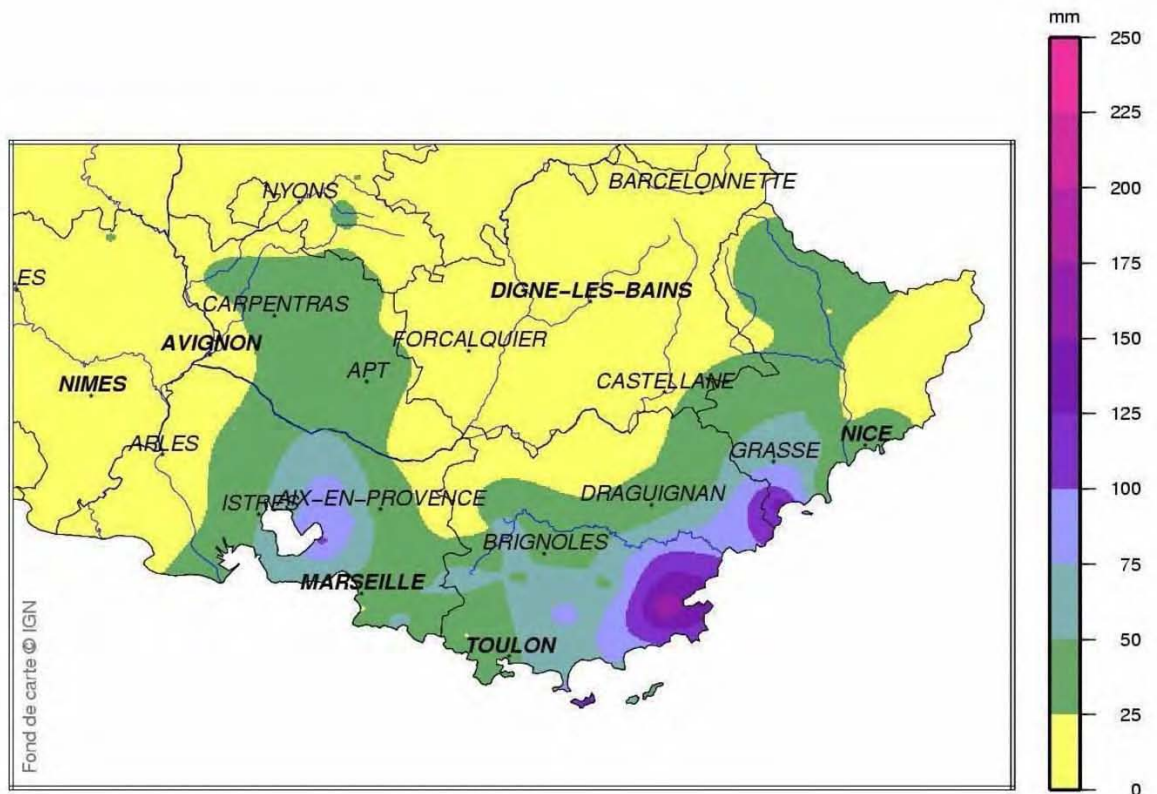 mm
250
225
200
175
150
125
100
75
50
25
0
NYONS
BARCELONNETTE
ES
CARPENTRAS
DIGNE-LES-BAINS
AVIGNON
FORCALQUIER
APT
NIMES
CASTELLANE
ARLES
NICE
GRASSE
ISTRES
AIX-EN-PROVENCE
DRAGUIGNAN
BRIGNOLES
MARSEILLE
TOULON
Fond de carte © IGN